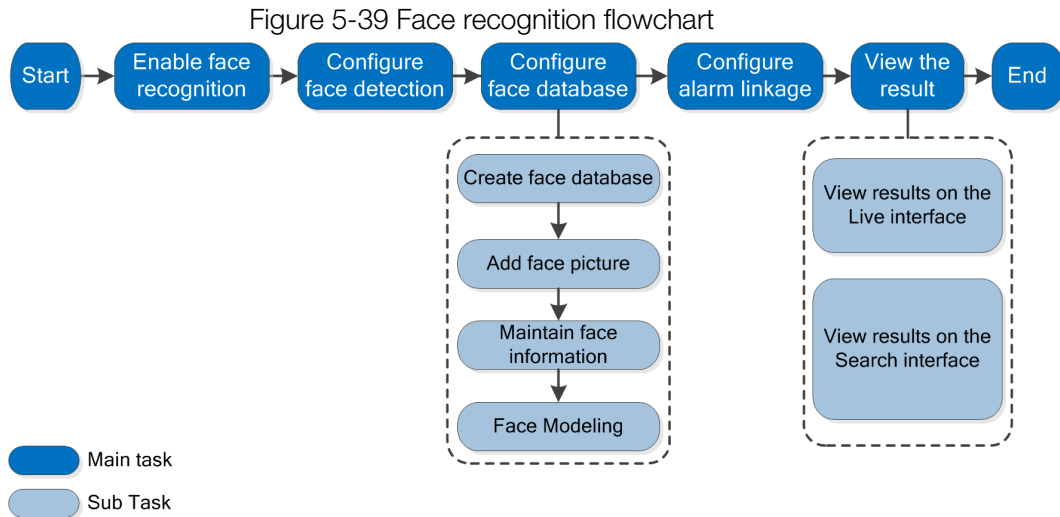 Figure 5-39 Face recognition flowchart
Start
Enable face
recognition
Configure
face detection
Configure
face database
Configure
alarm linkage
View the
result
End
Create face database
Add face picture
Maintain face
information
Face Modeling
View results on the
Live interface
View results on the
Search interface
Main task
Sub Task